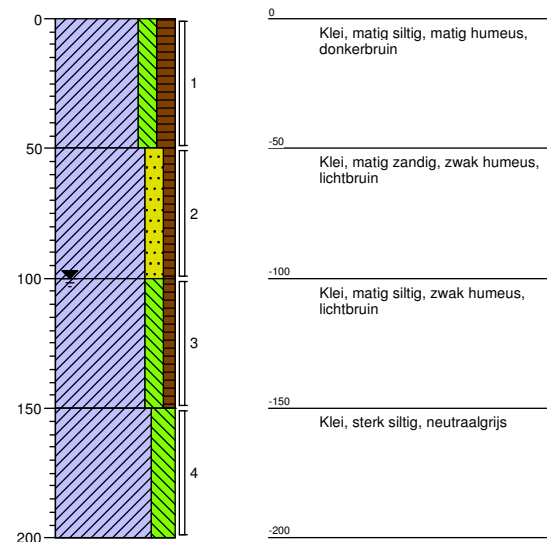 0
50
100
150
200
1
2
3
4
0
Klei, matig siltig, matig humeus,
donkerbruin
-50
Klei, matig zandig, zwak humeus,
lichtbruin
-100
Klei, matig siltig, zwak humeus,
lichtbruin
-150
Klei, sterk siltig, neutraalgrijs
-200